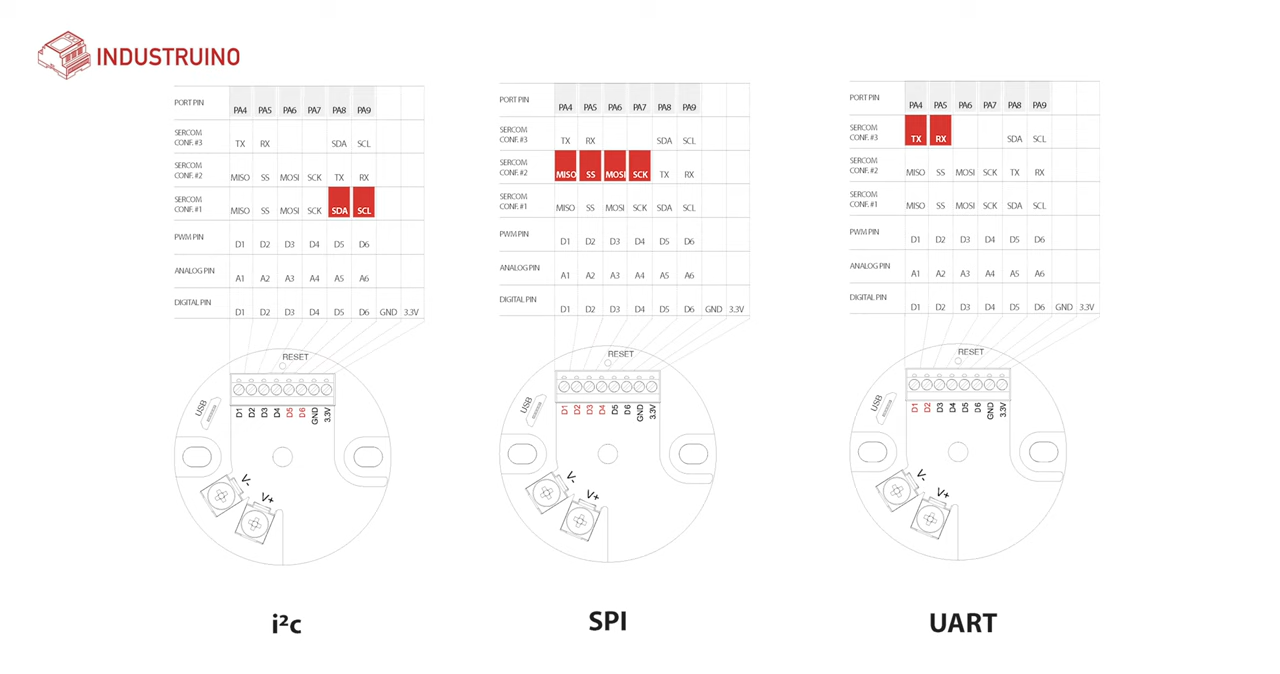 INDUSTRUINO
PORT PIN PA4 PA5 PA6 PA7 PA8 PA9
SERCOM
CONF. #3 TX RX SDA SCL
SERCOM
CONF. #2 MISO SS MOSI SCK TX RX
SERCOM
CONF. #1 MISO SS MOSI SCK SDA SCL
PWM PIN D1 D2 D3 D4 D5 D6
ANALOG PIN A1 A2 A3 A4 A5 A6
DIGITAL PIN D1 D2 D3 D4 D5 D6 GND 3.3V
RESET
USB
D1 D2 D3 D4 D5 D6 GND 3.3V
V-
V+
i²c
PORT PIN PA4 PA5 PA6 PA7 PA8 PA9
SERCOM
CONF. #3 TX RX SDA SCL
SERCOM
CONF. #2 MISO SS MOSI SCK TX RX
SERCOM
CONF. #1 MISO SS MOSI SCK SDA SCL
PWM PIN D1 D2 D3 D4 D5 D6
ANALOG PIN A1 A2 A3 A4 A5 A6
DIGITAL PIN D1 D2 D3 D4 D5 D6 GND 3.3V
RESET
USB
D1 D2 D3 D4 D5 D6 GND 3.3V
V-
V+
SPI
PORT PIN PA4 PA5 PA6 PA7 PA8 PA9
SERCOM
CONF. #3 TX RX SDA SCL
SERCOM
CONF. #2 MISO SS MOSI SCK TX RX
SERCOM
CONF. #1 MISO SS MOSI SCK SDA SCL
PWM PIN D1 D2 D3 D4 D5 D6
ANALOG PIN A1 A2 A3 A4 A5 A6
DIGITAL PIN D1 D2 D3 D4 D5 D6 GND 3.3V
RESET
USB
D1 D2 D3 D4 D5 D6 GND 3.3V
V-
V+
UART